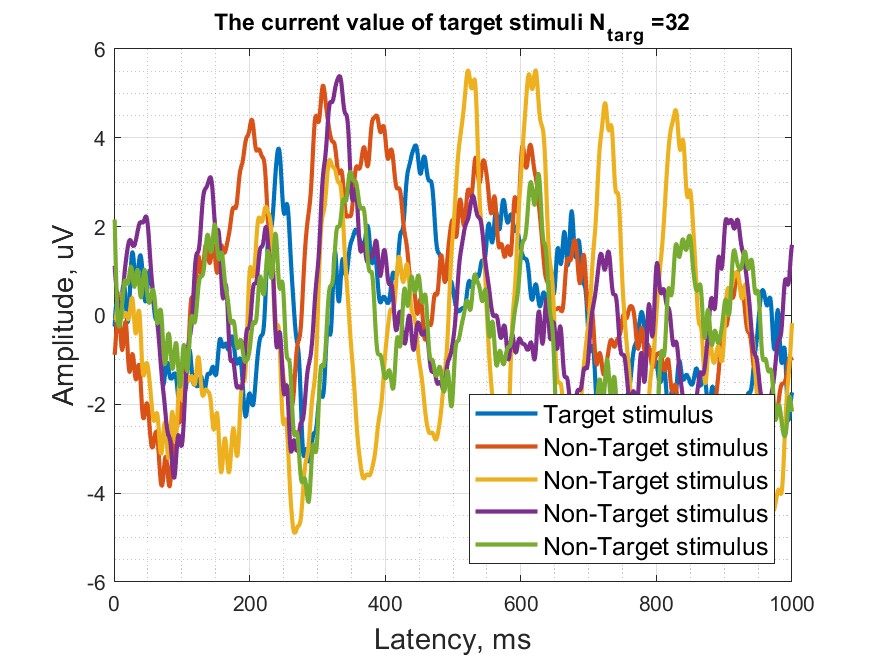 The current value of target stimuli N_targ =32
6
4
2
0
-2
-4
-6
Amplitude, uV
Target stimulus
Non-Target stimulus
Non-Target stimulus
Non-Target stimulus
Non-Target stimulus
0 200 400 600 800 1000
Latency, ms